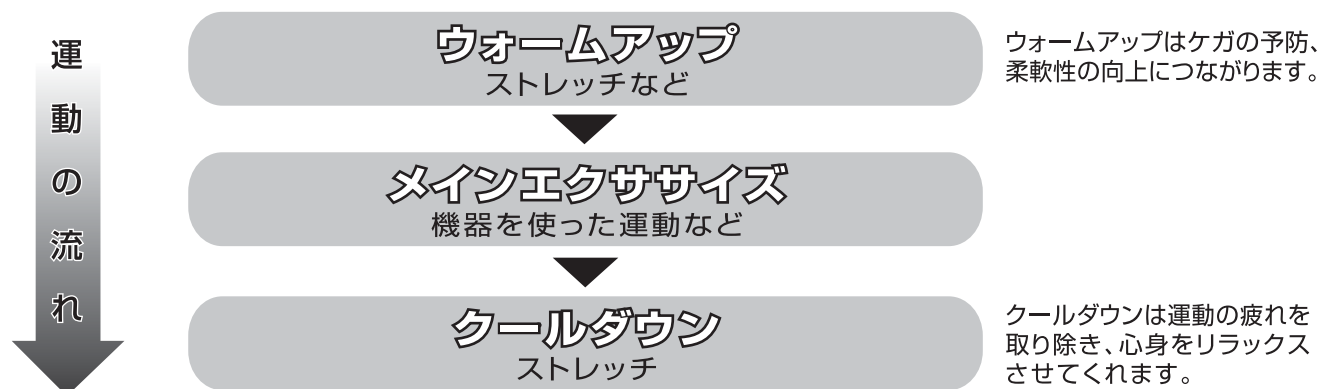 運動の流れ
ウォームアップ
ストレッチなど
ウォームアップはケガの予防、
柔軟性の向上につながります。
メインエクササイズ
機器を使った運動など
クールダウン
ストレッチ
クールダウンは運動の疲れを
取り除き、心身をリラックス
させてくれます。